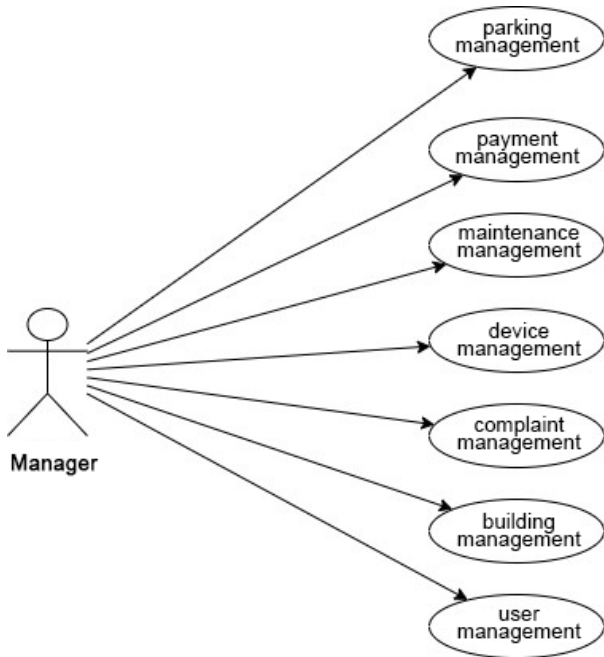 parking
management
payment
management
maintenance
management
device
management
Manager
complaint
management
building
management
user
management